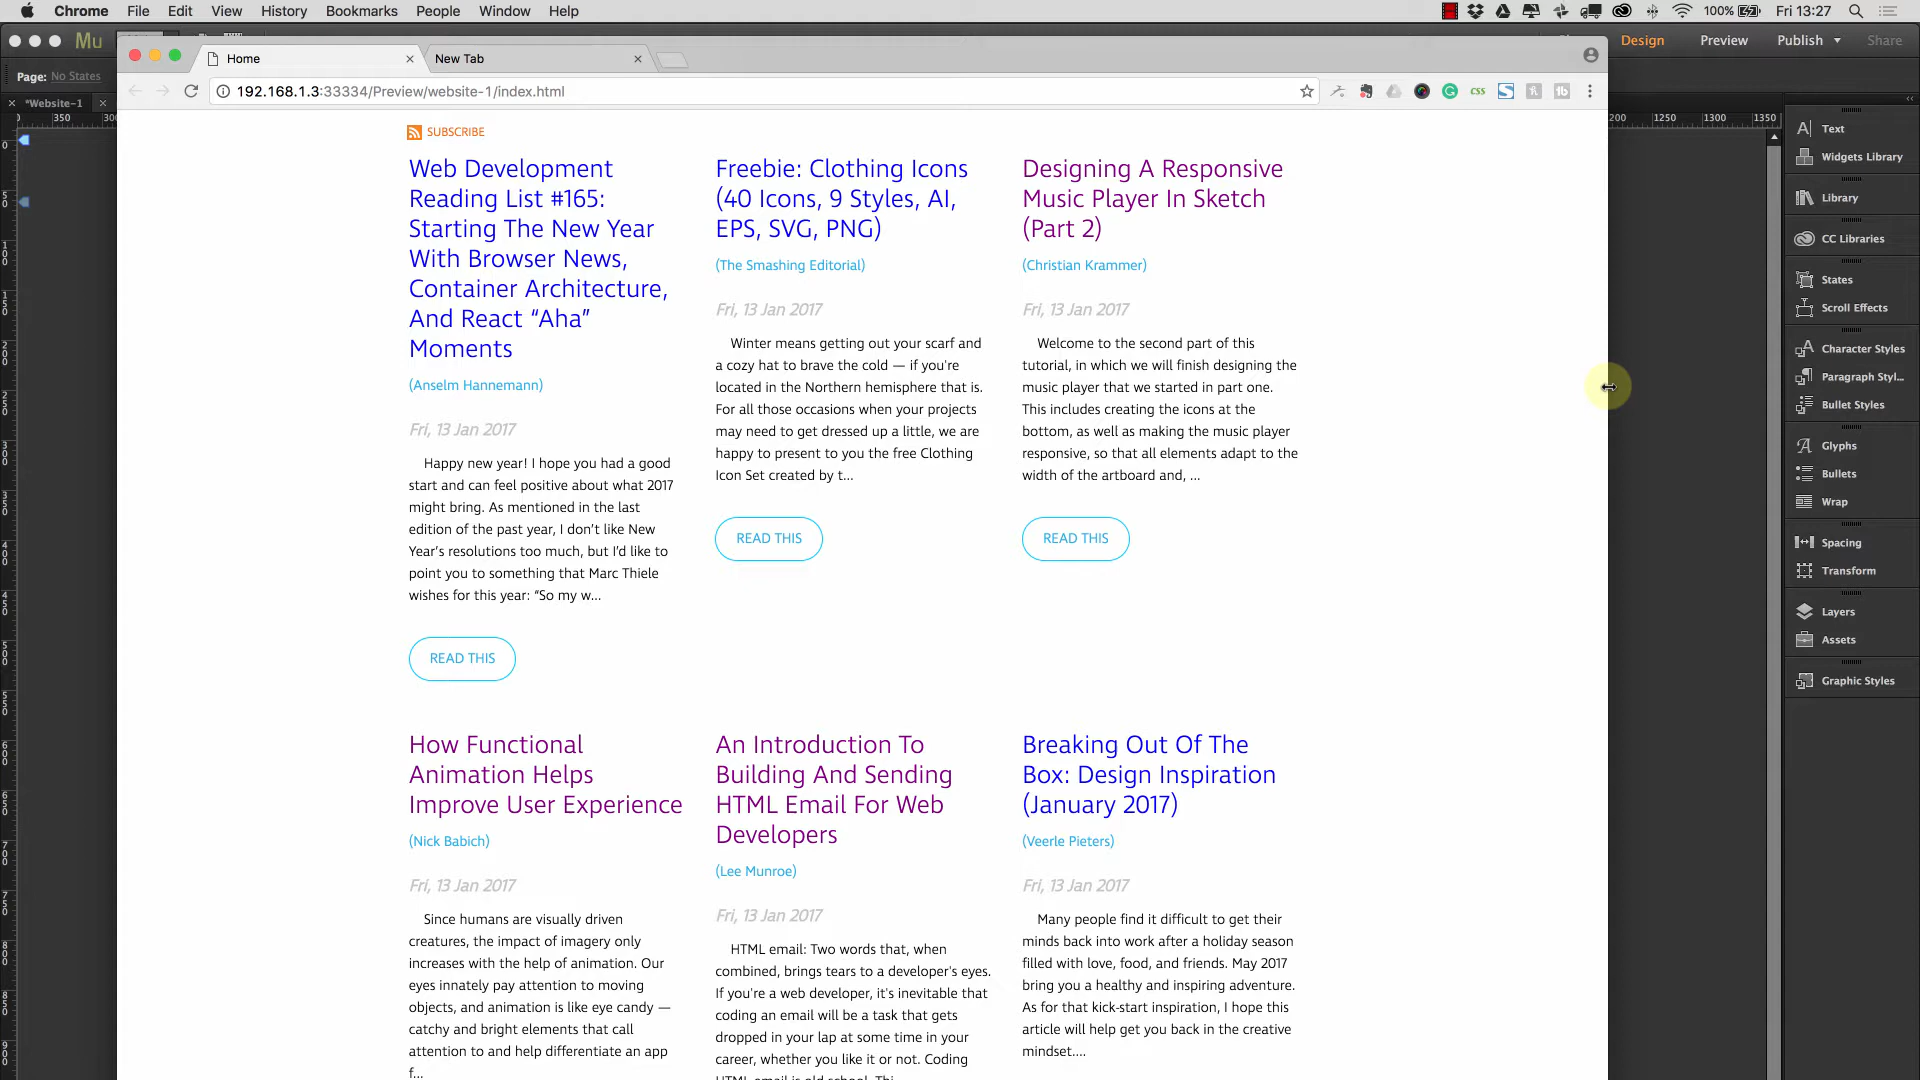 Chrome File Edit View History Bookmarks People Window Help
100% Fri 13:27
Mu
Design Preview Publish Share
Page: No States
Home
New Tab
*Website-1
192.168.1.3:33334/Preview/website-1/index.html
css
350 1250 1300 1350
SUBSCRIBE
Web Development
Reading List #165:
Starting The New Year
With Browser News,
Container Architecture,
And React “Aha”
Moments
(Anselm Hannemann)
Fri, 13 Jan 2017
Happy new year! I hope you had a good
start and can feel positive about what 2017
might bring. As mentioned in the last
edition of the past year, I don’t like New
Year’s resolutions too much, but I’d like to
point you to something that Marc Thiele
wishes for this year: “So my w...
READ THIS
Freebie: Clothing Icons
(40 Icons, 9 Styles, AI,
EPS, SVG, PNG)
(The Smashing Editorial)
Fri, 13 Jan 2017
Winter means getting out your scarf and
a cozy hat to brave the cold — if you're
located in the Northern hemisphere that is.
For all those occasions when your projects
may need to get dressed up a little, we are
happy to present to you the free Clothing
Icon Set created by t...
READ THIS
Designing A Responsive
Music Player In Sketch
(Part 2)
(Christian Krammer)
Fri, 13 Jan 2017
Welcome to the second part of this
tutorial, in which we will finish designing the
music player that we started in part one.
This includes creating the icons at the
bottom, as well as making the music player
responsive, so that all elements adapt to the
width of the artboard and, ...
READ THIS
How Functional
Animation Helps
Improve User Experience
(Nick Babich)
Fri, 13 Jan 2017
Since humans are visually driven
creatures, the impact of imagery only
increases with the help of animation. Our
eyes innately pay attention to moving
objects, and animation is like eye candy —
catchy and bright elements that call
attention to and help differentiate an app
f...
An Introduction To
Building And Sending
HTML Email For Web
Developers
(Lee Munroe)
Fri, 13 Jan 2017
HTML email: Two words that, when
combined, brings tears to a developer's eyes.
If you're a web developer, it's inevitable that
coding an email will be a task that gets
dropped in your lap at some time in your
career, whether you like it or not. Coding
Breaking Out Of The
Box: Design Inspiration
(January 2017)
(Veerle Pieters)
Fri, 13 Jan 2017
Many people find it difficult to get their
minds back into work after a holiday season
filled with love, food, and friends. May 2017
bring you a healthy and inspiring adventure.
As for that kick-start inspiration, I hope this
article will help get you back in the creative
mindset....
Text
Widgets Library
Library
CC Libraries
States
Scroll Effects
Character Styles
Paragraph Styl...
Bullet Styles
Glyphs
Bullets
Wrap
Spacing
Transform
Layers
Assets
Graphic Styles